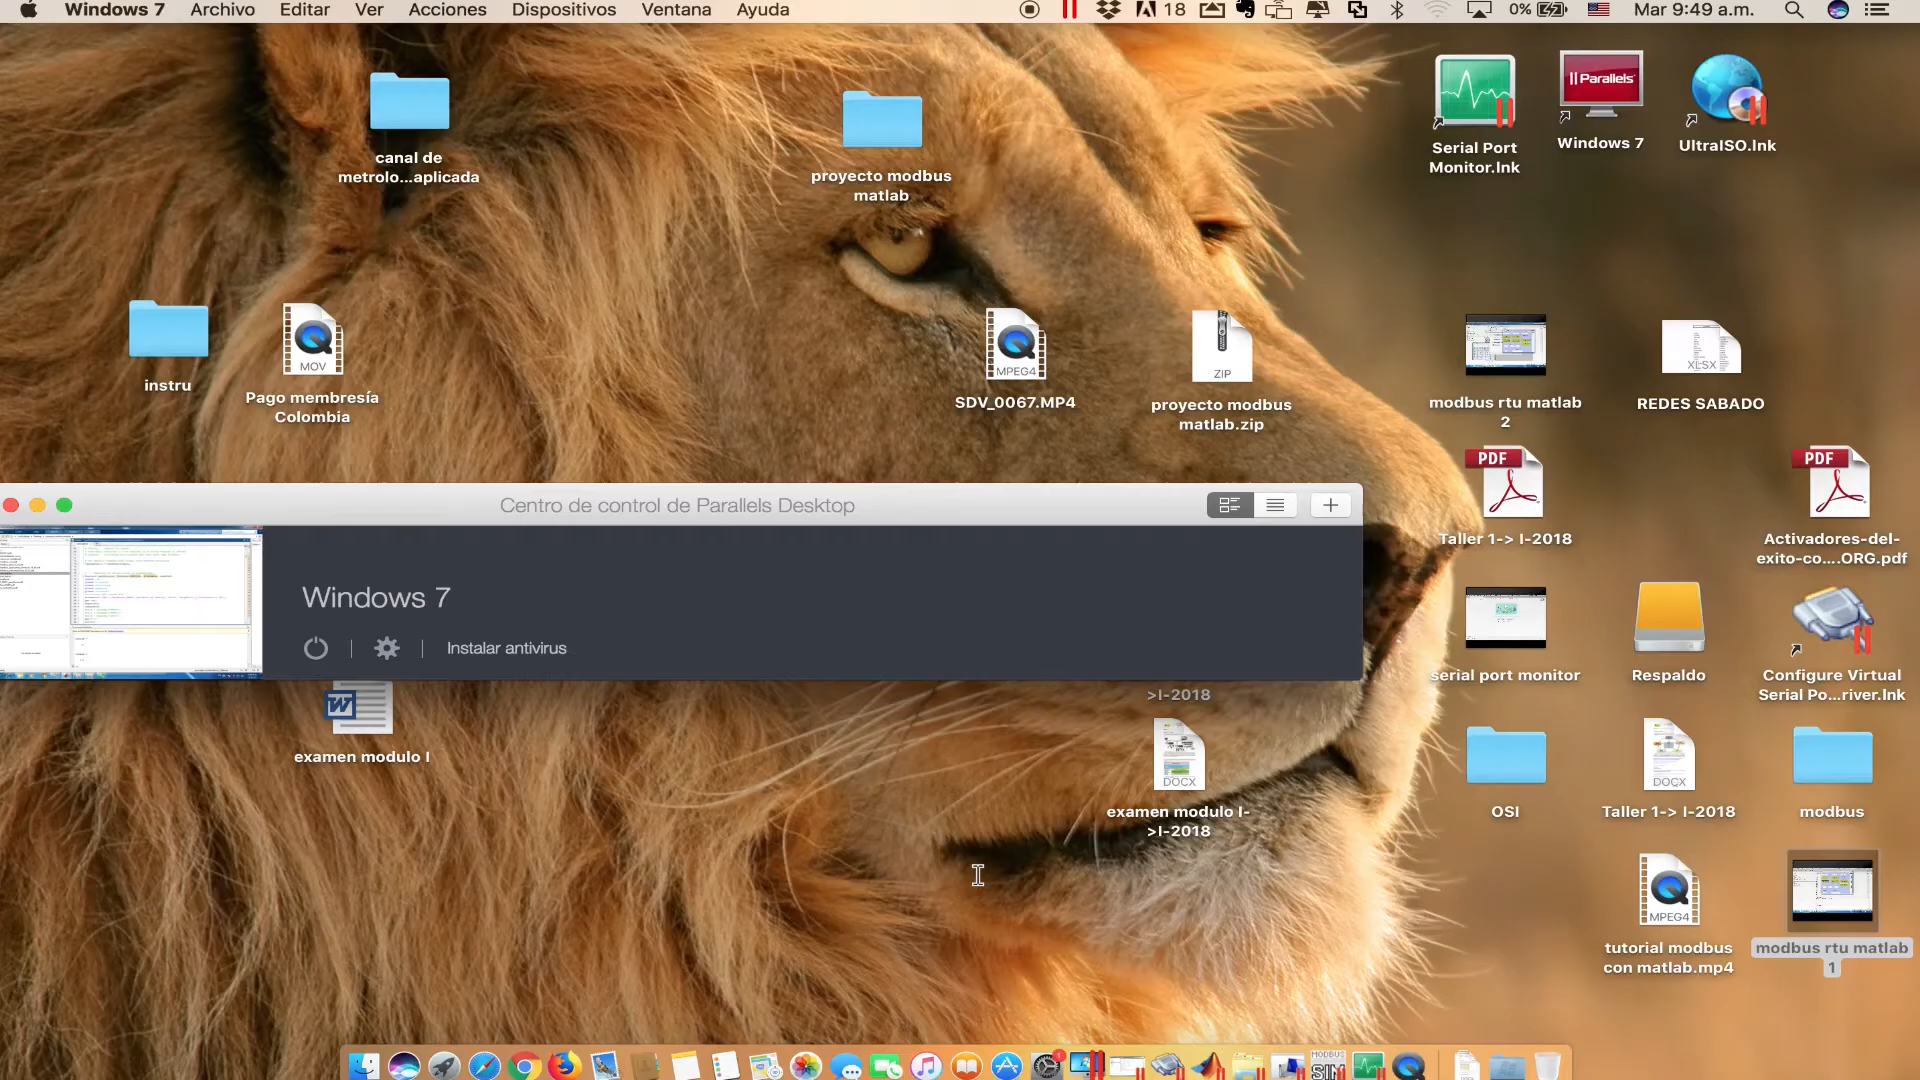 Windows 7 Archivo Editar Ver Acciones Dispositivos Ventana Ayuda 18 0% Mar 9:49 a.m.
canal de
metrolo...aplicada
proyecto modbus
matlab
Serial Port
Monitor.lnk
Parallels
Windows 7
UltraISO.lnk
instru
MOV
Pago membresía
Colombia
MPEG4
SDV_0067.MP4
ZIP
proyecto modbus
matlab.zip
modbus rtu matlab
2
XLSX
REDES SABADO
PDF
Taller 1-> I-2018
PDF
Activadores-del-
exito-co....ORG.pdf
Centro de control de Parallels Desktop
Windows 7
Instalar antivirus
serial port monitor
Respaldo
Configure Virtual
Serial Po...river.lnk
>I-2018
W
examen modulo I
DOCX
examen modulo I-
>I-2018
OSI
DOCX
Taller 1-> I-2018
modbus
MPEG4
tutorial modbus
con matlab.mp4
modbus rtu matlab
1
1
MODBUS
SIM